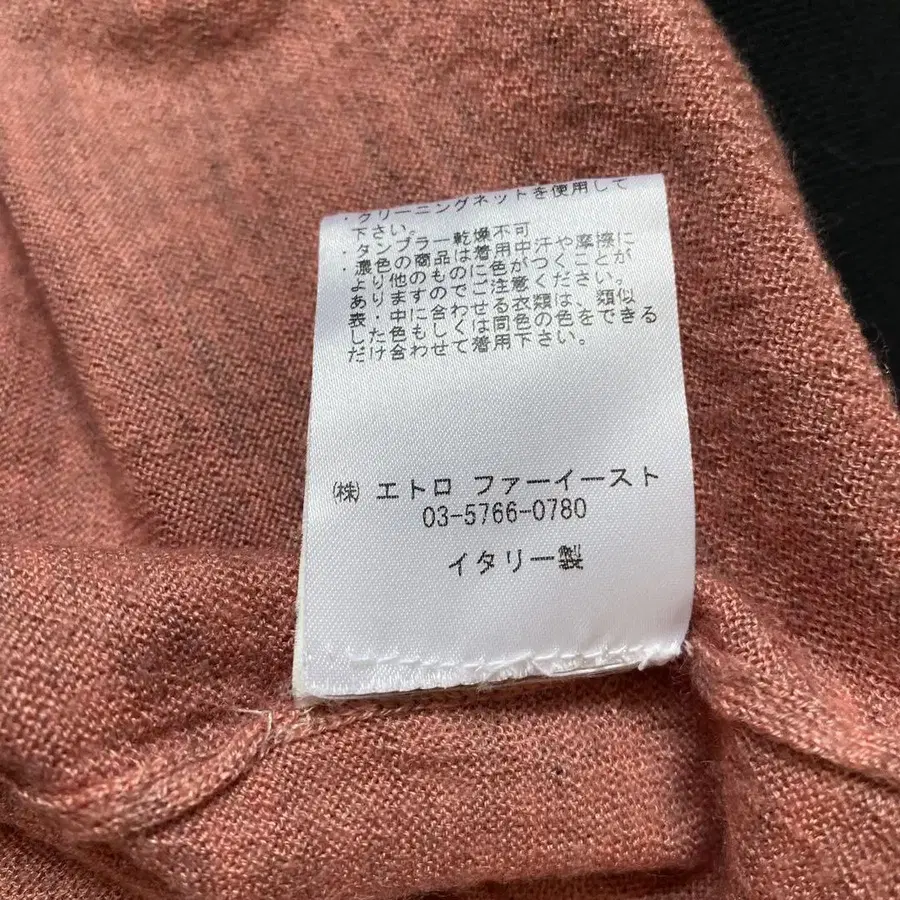 ・クリーニングネットを使用して
下さい。
・タンブラー乾燥不可
・濃色の商品は着用中汗や摩擦に
より他のものに色がつくことが
ありますのでご注意ください。
表・中に合わせる衣類は、類似
した色もしくは同色の色をできる
だけ合わせて着用下さい。
㈱ エトロ ファーイースト
03-5766-0780
イタリー製